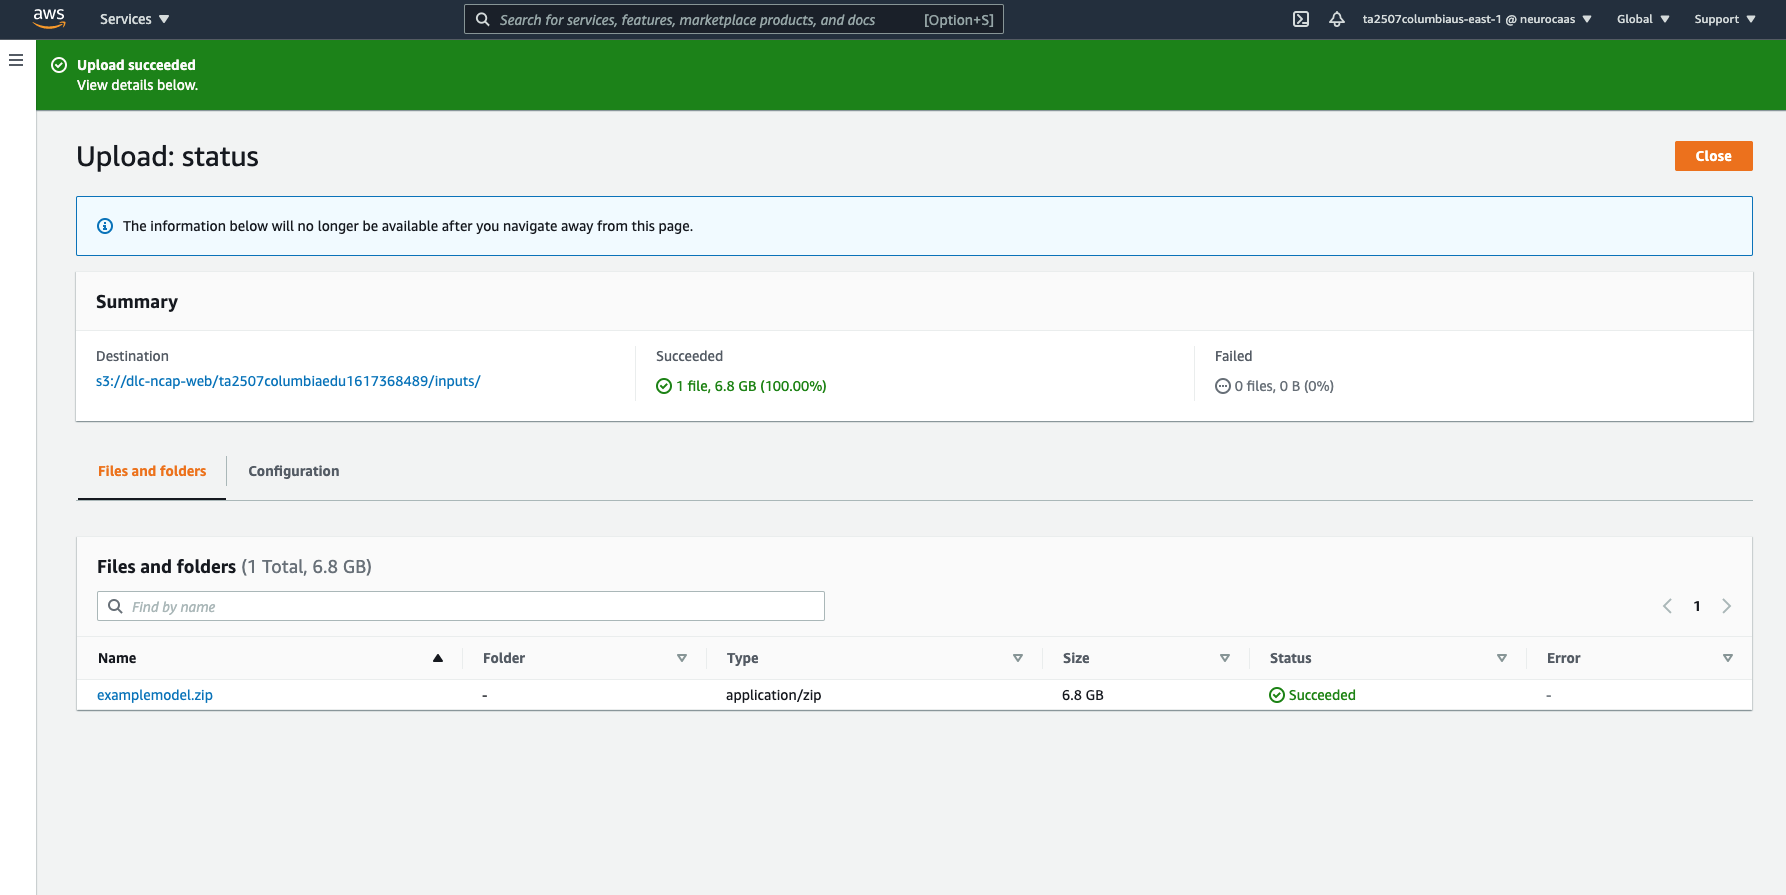 aws Services Search for services, features, marketplace products, and docs [Option+S] ta2507columbiaus-east-1 @ neurocaas Global Support
Upload succeeded
View details below.
Upload: status
Close
The information below will no longer be available after you navigate away from this page.
Summary
Destination
s3://dlc-ncap-web/ta2507columbiaedu1617368489/inputs/
Succeeded
1 file, 6.8 GB (100.00%)
Failed
0 files, 0 B (0%)
Files and folders Configuration
Files and folders (1 Total, 6.8 GB)
Find by name 1
Name Folder Type Size Status Error
examplemodel.zip - application/zip 6.8 GB Succeeded -